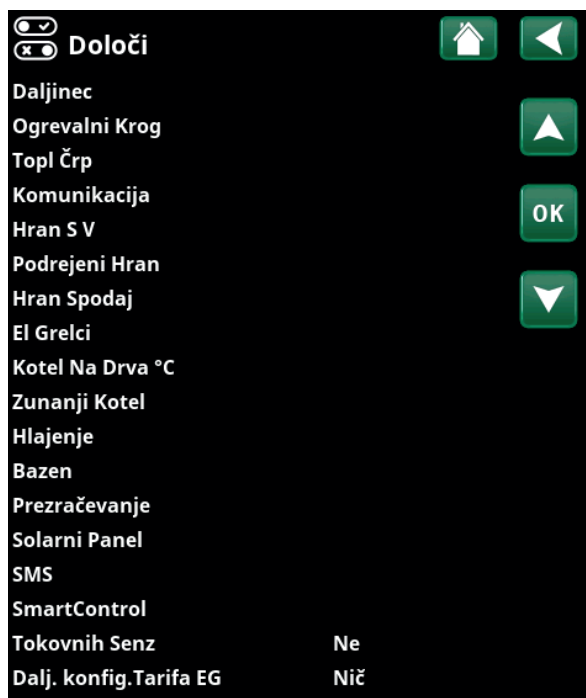 Določi
Daljinec
Ogrevalni Krog
Topl Črp
Komunikacija
OK
Hran S V
Podrejeni Hran
Hran Spodaj
El Grelci
Kotel Na Drva °C
Zunanji Kotel
Hlajenje
Bazen
Prezračevanje
Solarni Panel
SMS
SmartControl
Tokovnih Senz Ne
Dalj. konfig.Tarifa EG Nič